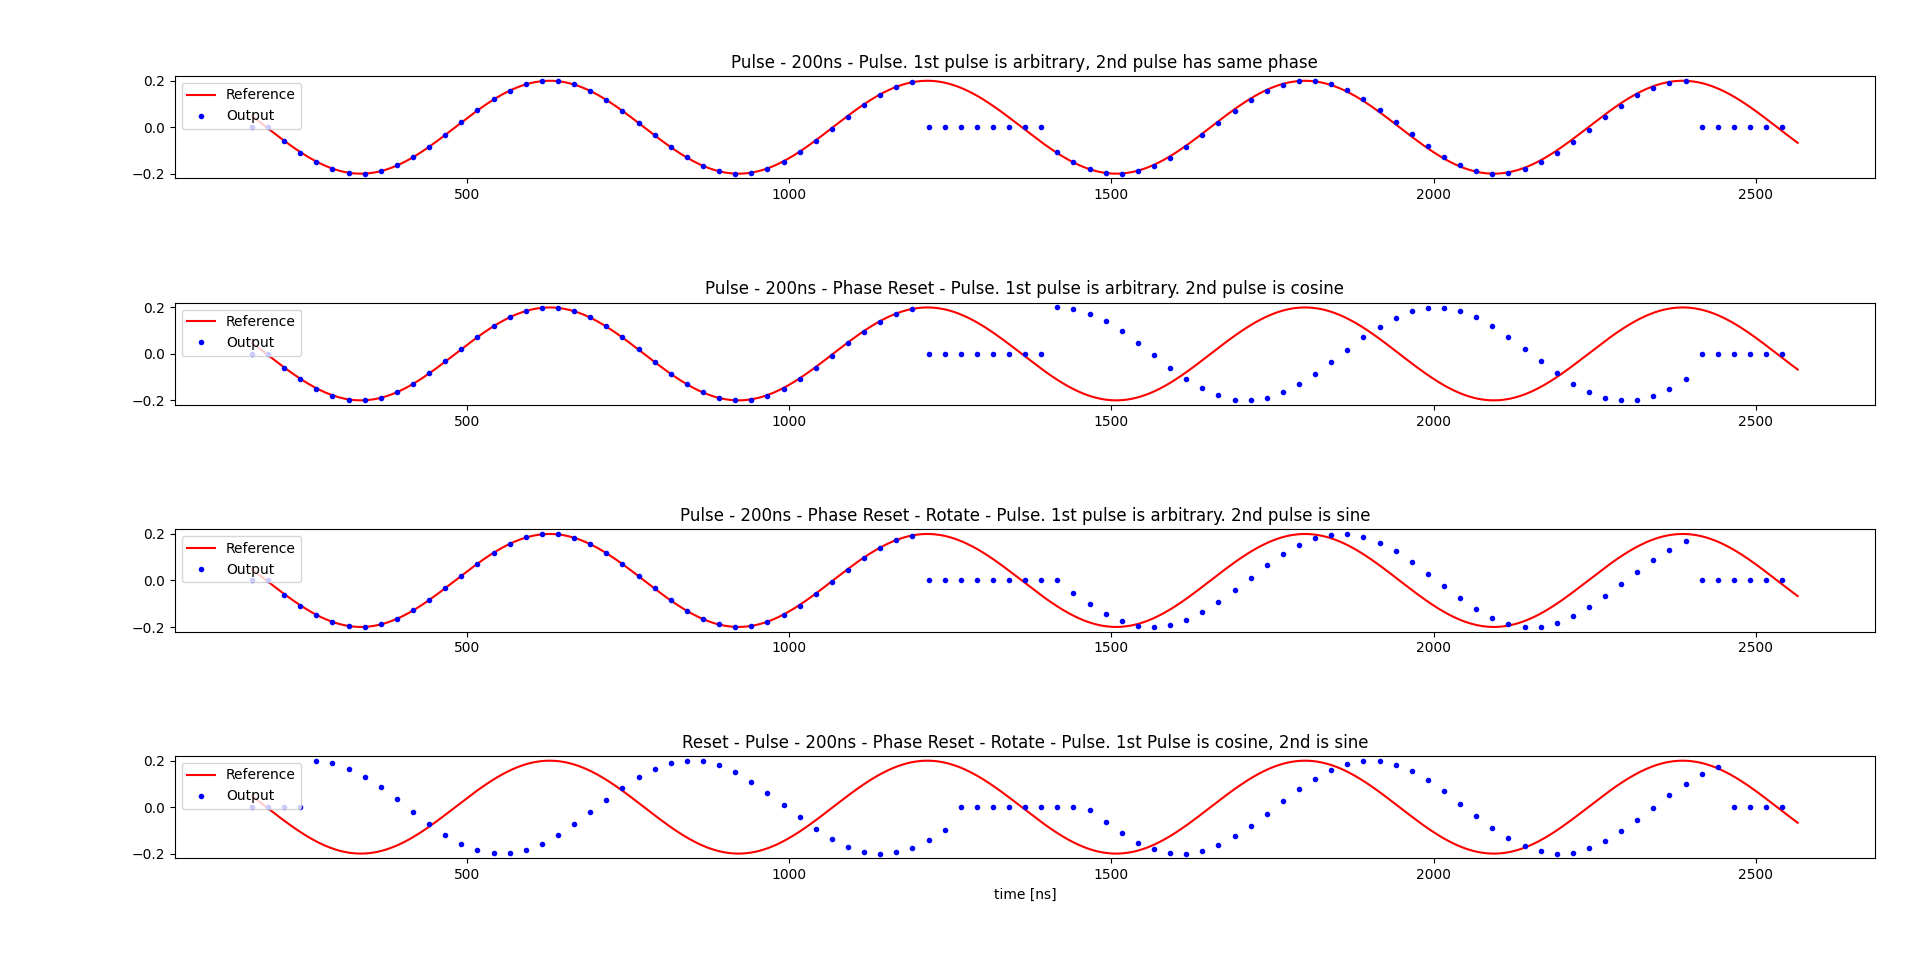 Pulse - 200ns - Pulse. 1st pulse is arbitrary, 2nd pulse has same phase
0.2
0.0
−0.2
Reference
Output
500 1000 1500 2000 2500
Pulse - 200ns - Phase Reset - Pulse. 1st pulse is arbitrary. 2nd pulse is cosine
0.2
0.0
−0.2
Reference
Output
500 1000 1500 2000 2500
Pulse - 200ns - Phase Reset - Rotate - Pulse. 1st pulse is arbitrary. 2nd pulse is sine
0.2
0.0
−0.2
Reference
Output
500 1000 1500 2000 2500
Reset - Pulse - 200ns - Phase Reset - Rotate - Pulse. 1st Pulse is cosine, 2nd is sine
0.2
0.0
−0.2
Reference
Output
500 1000 1500 2000 2500
time [ns]